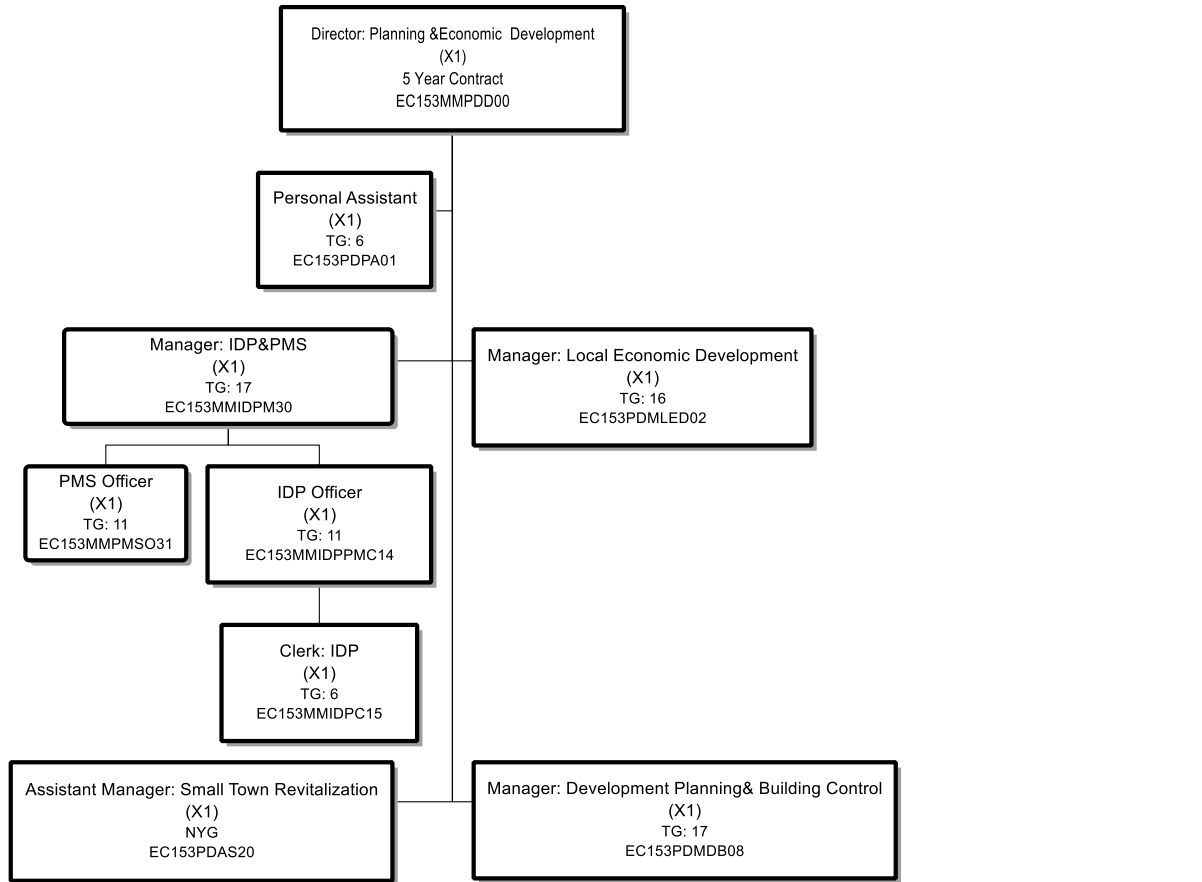 Director: Planning &Economic  Development
(X1)
5 Year Contract
EC153MMPDD00
Personal Assistant
(X1)
TG: 6
EC153PDPA01
Manager: IDP&PMS
(X1)
TG: 17
EC153MMIDPM30
Manager: Local Economic Development
(X1)
TG: 16
EC153PDMLED02
PMS Officer
(X1)
TG: 11
EC153MMPMSO31
IDP Officer
(X1)
TG: 11
EC153MMIDPPMC14
Clerk: IDP
(X1)
TG: 6
EC153MMIDPC15
Assistant Manager: Small Town Revitalization
(X1)
NYG
EC153PDAS20
Manager: Development Planning& Building Control
(X1)
TG: 17
EC153PDMDB08